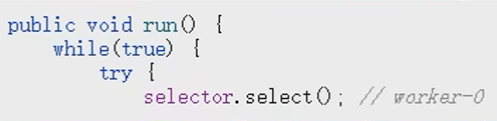 public void run() {
    while(true) {
        try {
            selector.select(); // worker-0